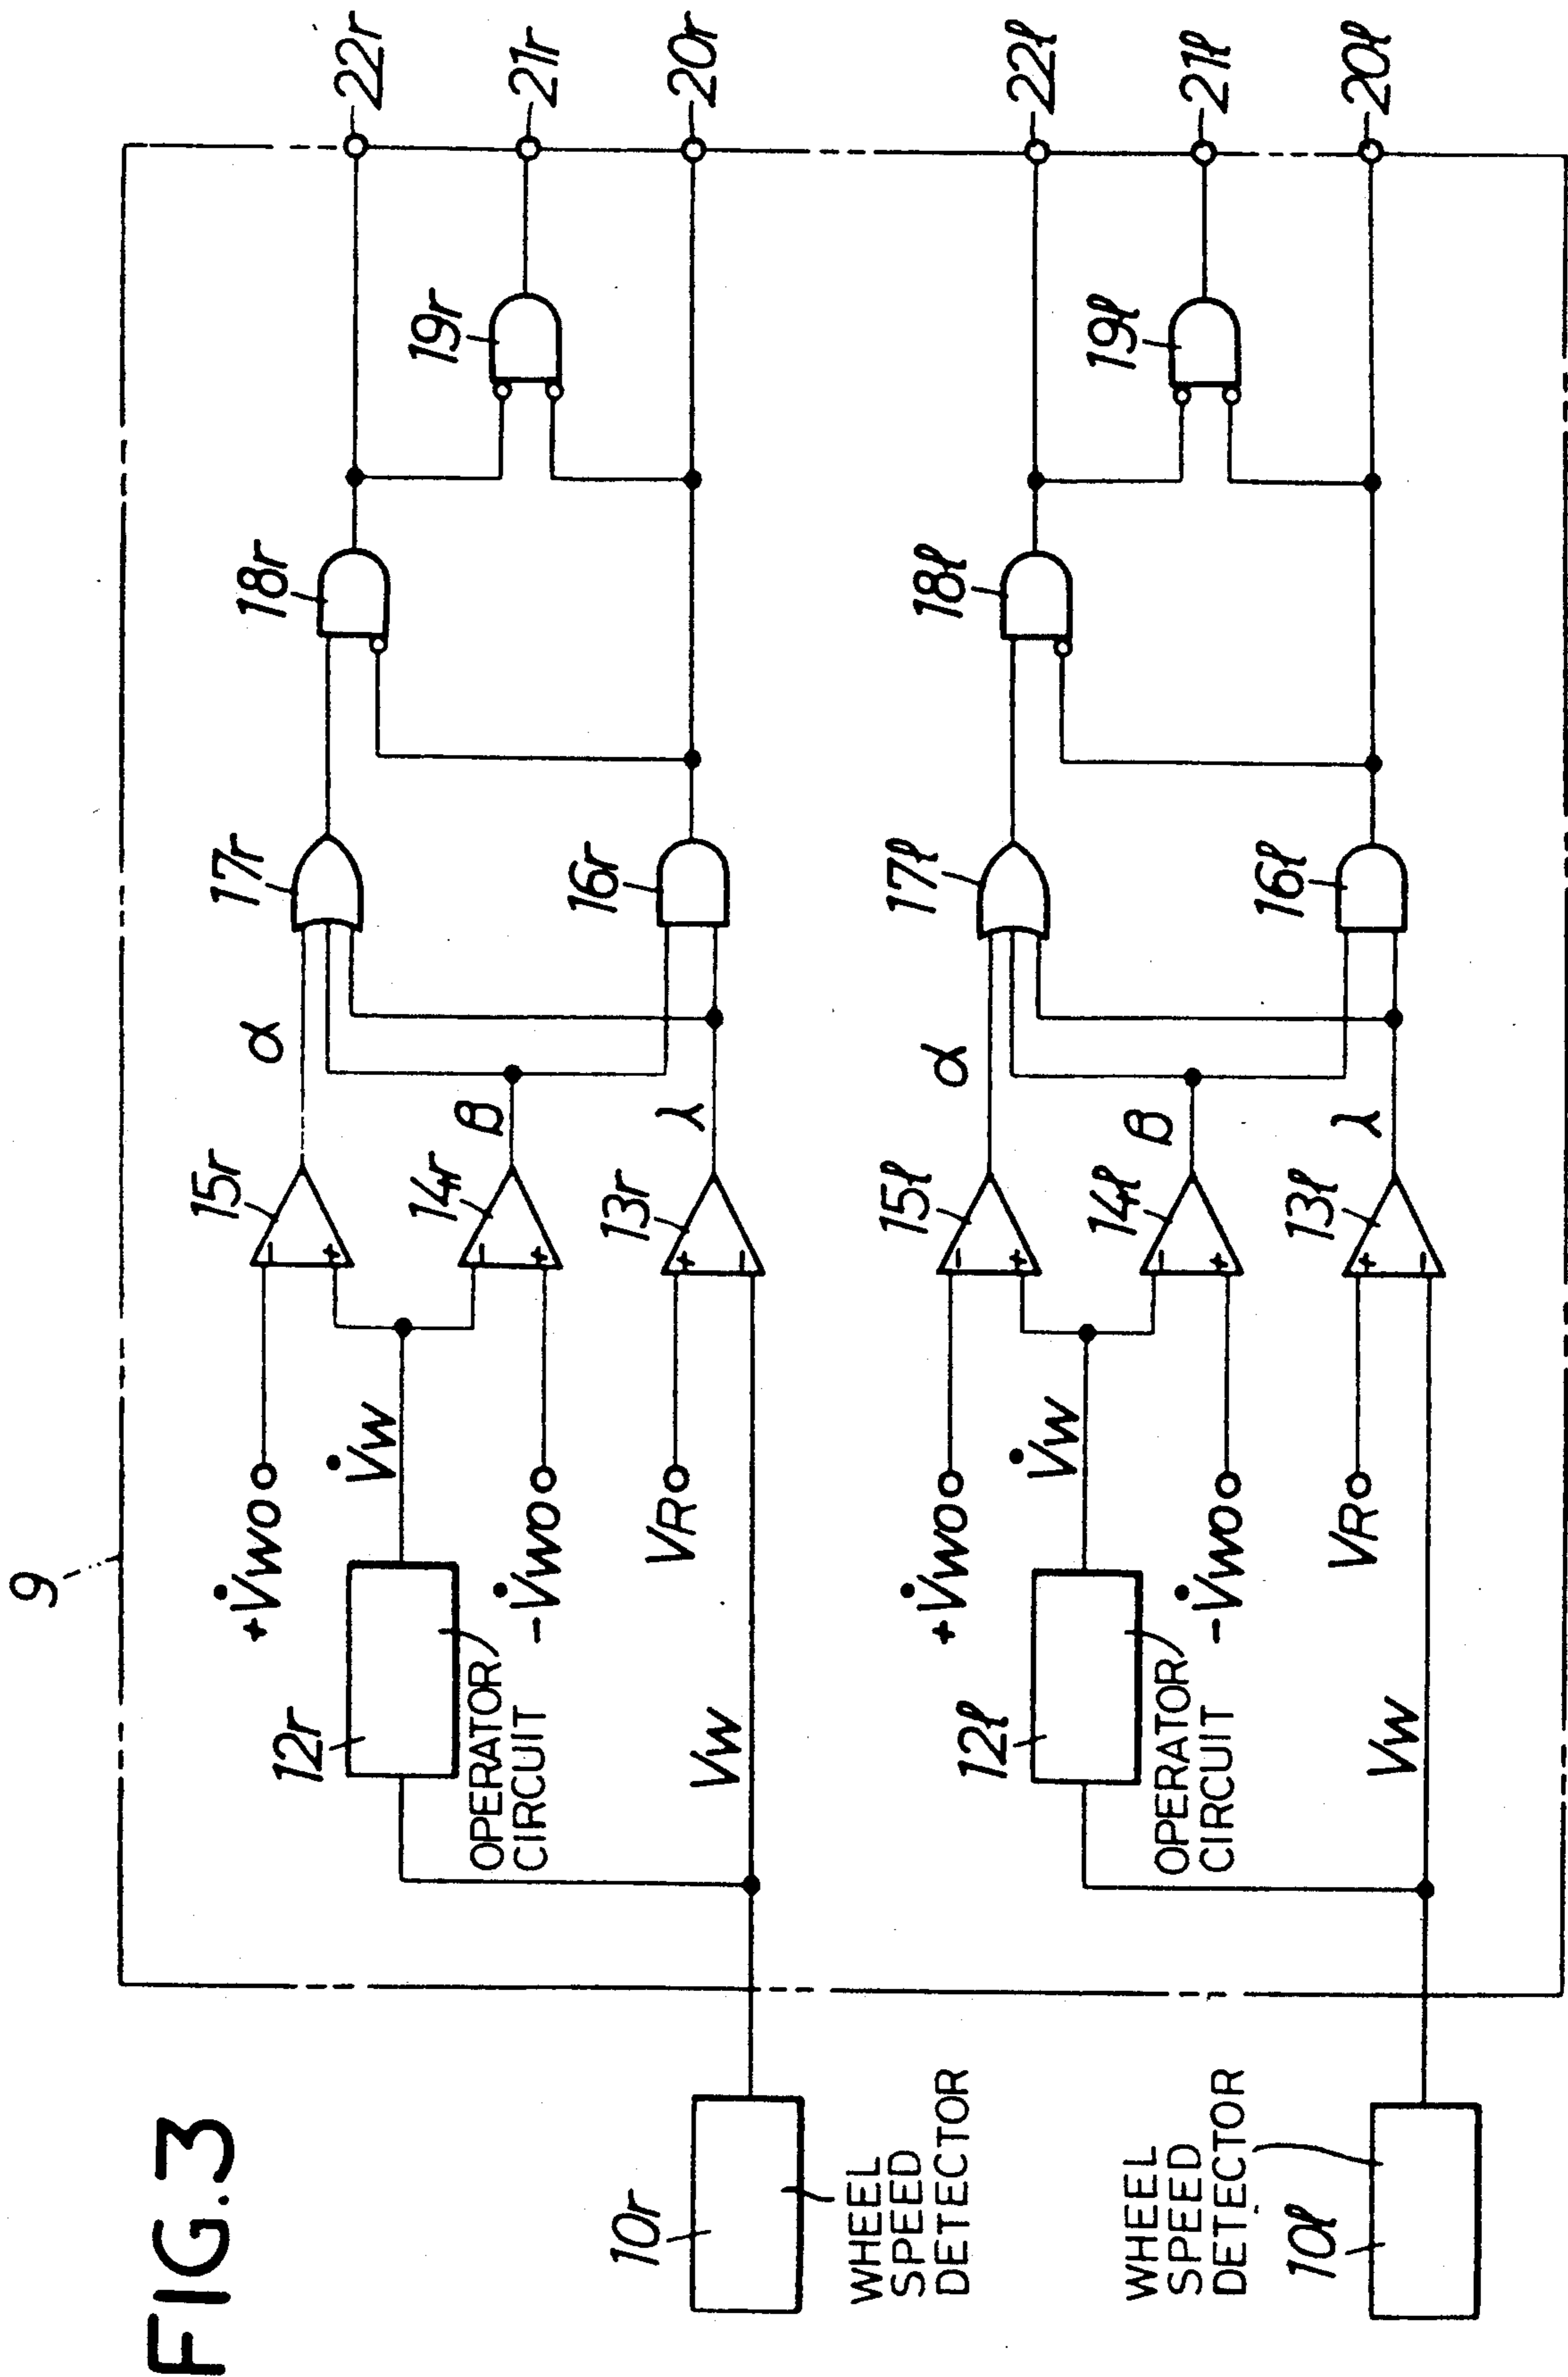 FIG.3
9
22r
21r
20r
19r
18r
17r
16r
α
β
λ
15r
14r
13r
+V̇wo
V̇w
-V̇wo
VR
Vw
12r
OPERATOR
CIRCUIT
10r
WHEEL
SPEED
DETECTOR
22ℓ
21ℓ
20ℓ
19ℓ
18ℓ
17ℓ
16ℓ
α
β
λ
15ℓ
14ℓ
13ℓ
+V̇wo
V̇w
-V̇wo
VR
Vw
12ℓ
OPERATOR
CIRCUIT
WHEEL
SPEED
DETECTOR
10ℓ